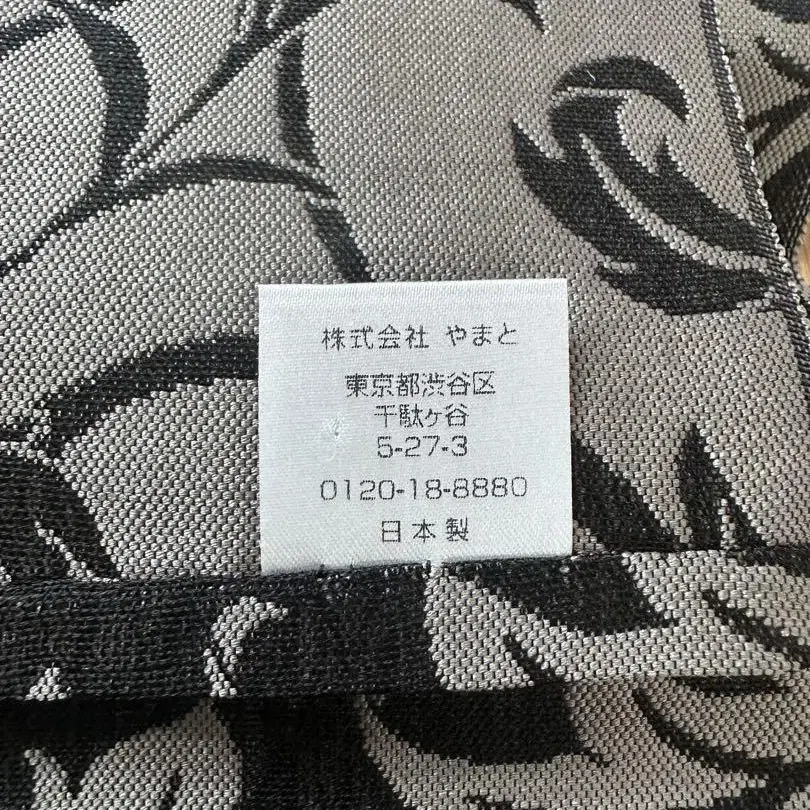 株式会社 やまと
東京都渋谷区
千駄ヶ谷
5-27-3
0120-18-8880
日本製